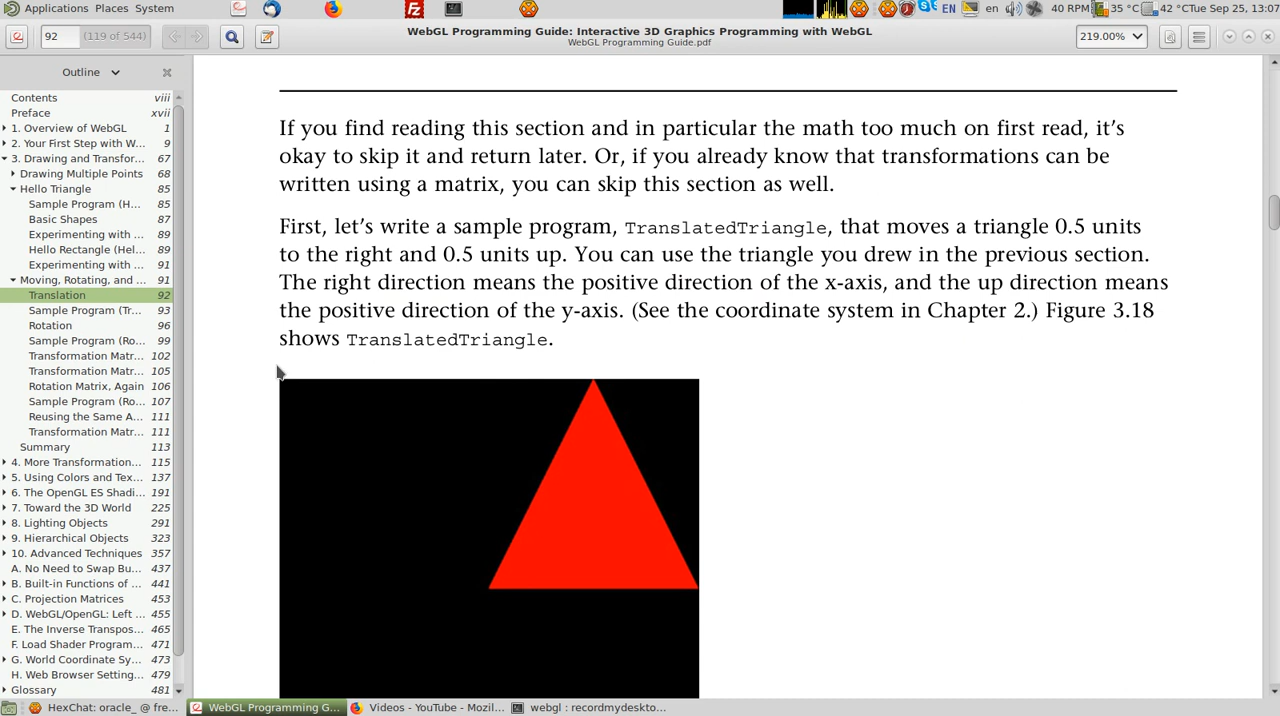 Applications Places System EN en 40 RPM 35 °C 42 °C Tue Sep 25, 13:07
92 (119 of 544) WebGL Programming Guide: Interactive 3D Graphics Programming with WebGL 219.00%
WebGL Programming Guide.pdf
Outline
Contents viii
Preface xvii
1. Overview of WebGL 1
2. Your First Step with W... 9
3. Drawing and Transfor... 67
Drawing Multiple Points 68
Hello Triangle 85
Sample Program (H... 85
Basic Shapes 87
Experimenting with ... 89
Hello Rectangle (Hel... 89
Experimenting with ... 91
Moving, Rotating, and ... 91
Translation 92
Sample Program (Tr... 93
Rotation 96
Sample Program (Ro... 99
Transformation Matr... 102
Transformation Matr... 105
Rotation Matrix, Again 106
Sample Program (Ro... 107
Reusing the Same A... 111
Transformation Matr... 111
Summary 113
4. More Transformation... 115
5. Using Colors and Tex... 137
6. The OpenGL ES Shadi... 191
7. Toward the 3D World 225
8. Lighting Objects 291
9. Hierarchical Objects 323
10. Advanced Techniques 357
A. No Need to Swap Bu... 437
B. Built-in Functions of ... 441
C. Projection Matrices 453
D. WebGL/OpenGL: Left ... 455
E. The Inverse Transpos... 465
F. Load Shader Program... 471
G. World Coordinate Sy... 473
H. Web Browser Setting... 479
Glossary 481
If you find reading this section and in particular the math too much on first read, it's
okay to skip it and return later. Or, if you already know that transformations can be
written using a matrix, you can skip this section as well.
First, let's write a sample program, TranslatedTriangle, that moves a triangle 0.5 units
to the right and 0.5 units up. You can use the triangle you drew in the previous section.
The right direction means the positive direction of the x-axis, and the up direction means
the positive direction of the y-axis. (See the coordinate system in Chapter 2.) Figure 3.18
shows TranslatedTriangle.
HexChat: oracle_ @ fre... WebGL Programming G... Videos - YouTube - Mozil... webgl : recordmydeskto...